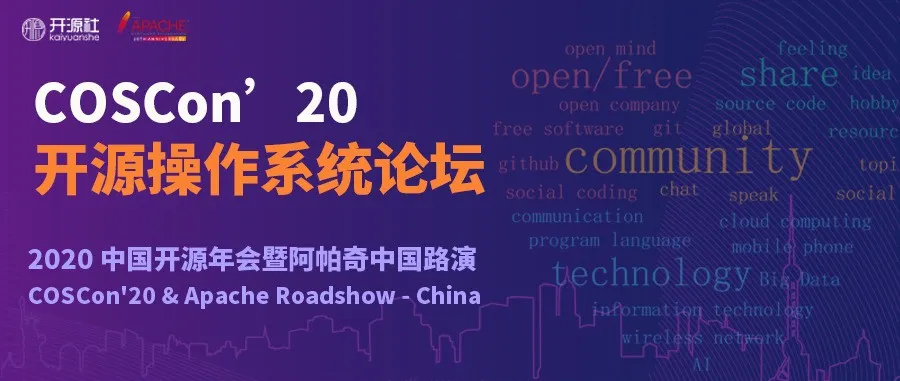 开源社
kaiyuanshe
APACHE
COSCon’20
开源操作系统论坛
2020 中国开源年会暨阿帕奇中国路演
COSCon'20 & Apache Roadshow - China
open mind
feeling
open/free
share
idea
open company
source code
hobby
free software
git
global
resourc
github
community
topi
social coding
chat
speak
social
communication
cloud computing
program language
mobile phone
technology
Big Data
information technology
wireless network
AI